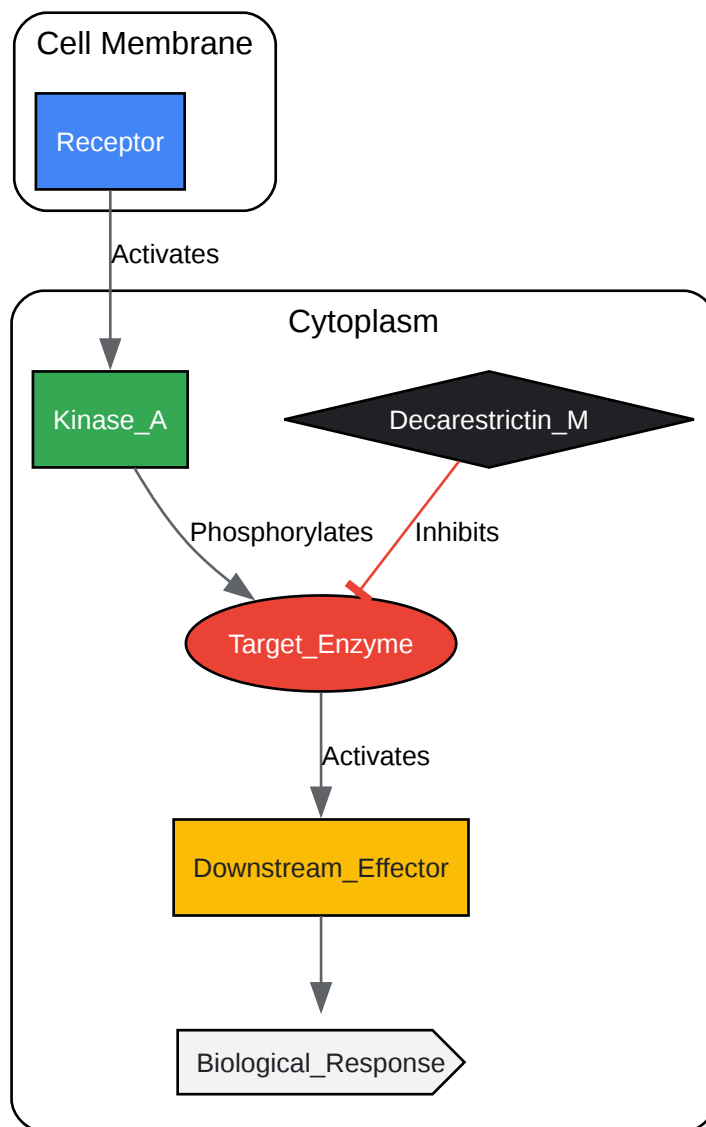 Cell Membrane
Receptor
Activates
Cytoplasm
Kinase_A
Decarestrictin_M
Phosphorylates
Inhibits
Target_Enzyme
Activates
Downstream_Effector
Biological_Response